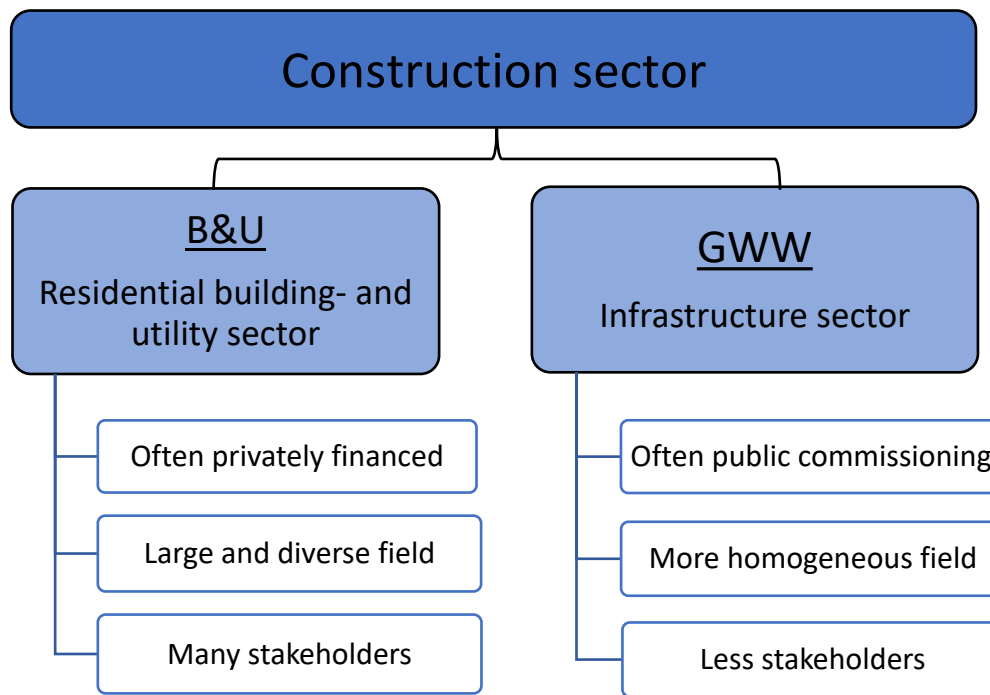 Construction sector
B&U
Residential building- and
utility sector
Often privately financed
Large and diverse field
Many stakeholders
GWW
Infrastructure sector
Often public commissioning
More homogeneous field
Less stakeholders